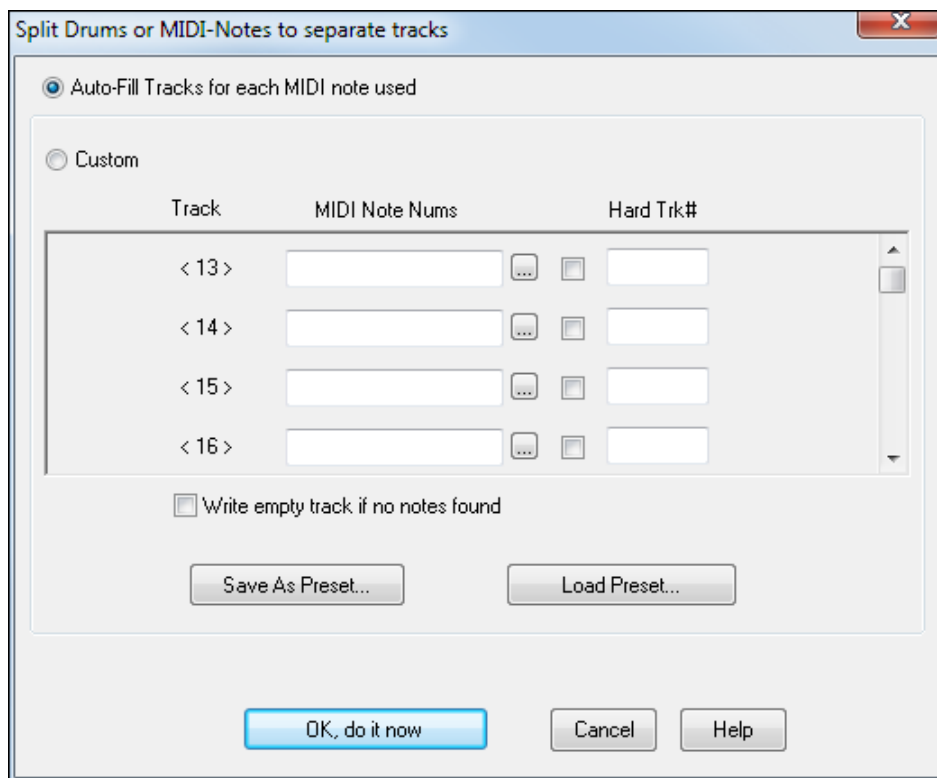 Split Drums or MIDI-Notes to separate tracks
X
Auto-Fill Tracks for each MIDI note used
Custom
Track MIDI Note Nums Hard Trk#
< 13 > ...
< 14 > ...
< 15 > ...
< 16 > ...
Write empty track if no notes found
Save As Preset... Load Preset...
OK, do it now Cancel Help